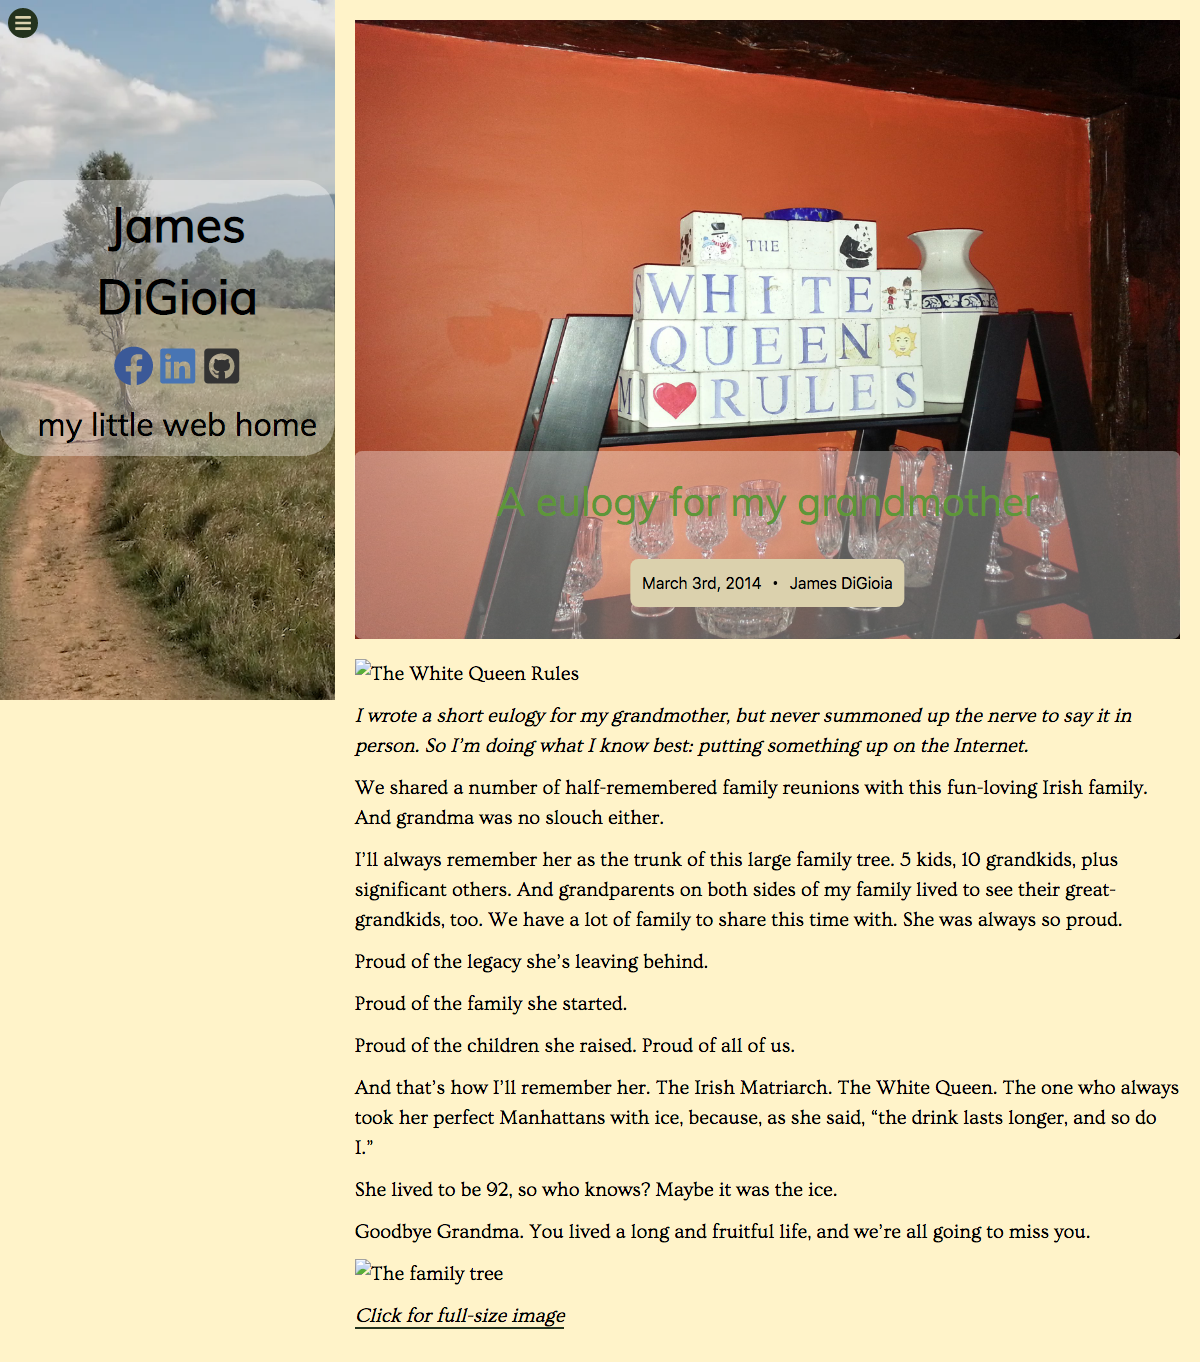 James
DiGioia
my little web home
THE
WHITE
QUEEN
M RULES
A eulogy for my grandmother
March 3rd, 2014 • James DiGioia
The White Queen Rules
I wrote a short eulogy for my grandmother, but never summoned up the nerve to say it in
person. So I’m doing what I know best: putting something up on the Internet.
We shared a number of half-remembered family reunions with this fun-loving Irish family.
And grandma was no slouch either.
I’ll always remember her as the trunk of this large family tree. 5 kids, 10 grandkids, plus
significant others. And grandparents on both sides of my family lived to see their great-
grandkids, too. We have a lot of family to share this time with. She was always so proud.
Proud of the legacy she’s leaving behind.
Proud of the family she started.
Proud of the children she raised. Proud of all of us.
And that’s how I’ll remember her. The Irish Matriarch. The White Queen. The one who always
took her perfect Manhattans with ice, because, as she said, “the drink lasts longer, and so do
I.”
She lived to be 92, so who knows? Maybe it was the ice.
Goodbye Grandma. You lived a long and fruitful life, and we’re all going to miss you.
The family tree
Click for full-size image